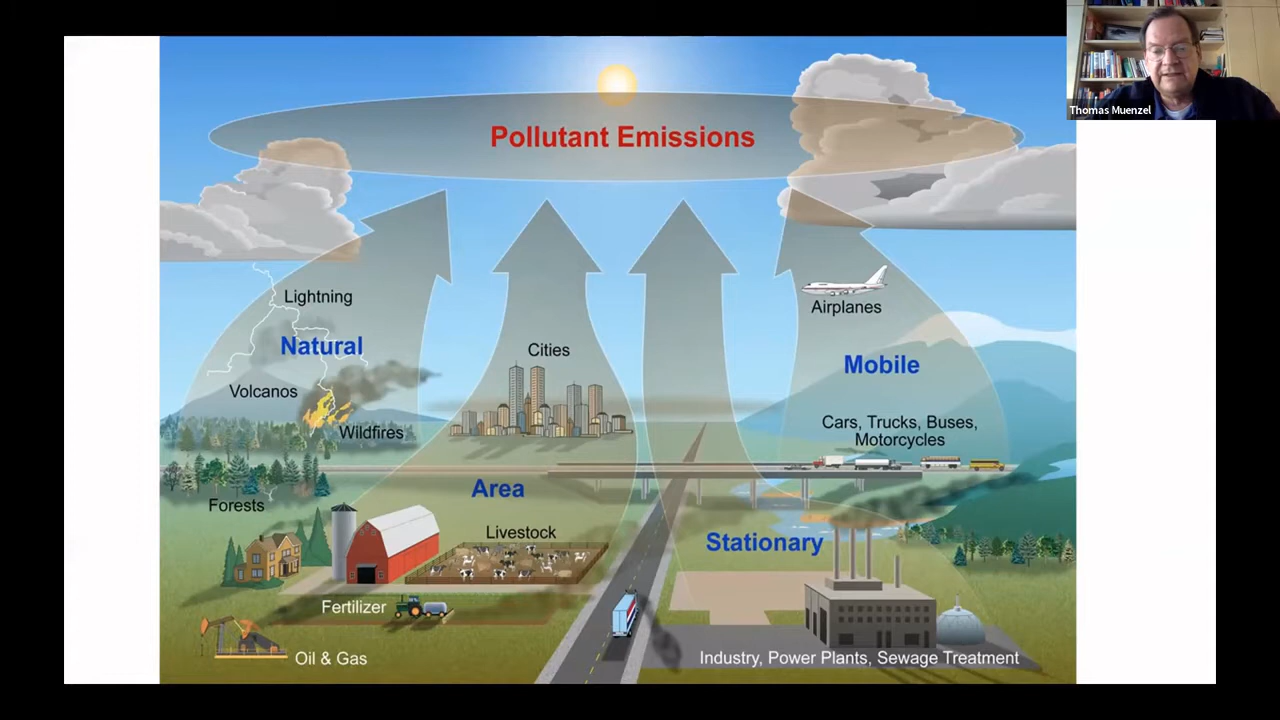 Thomas Muenzel
Pollutant Emissions
Lightning
Natural
Volcanos
Wildfires
Forests
Cities
Area
Livestock
Fertilizer
Oil & Gas
Airplanes
Mobile
Cars, Trucks, Buses,
Motorcycles
Stationary
Industry, Power Plants, Sewage Treatment